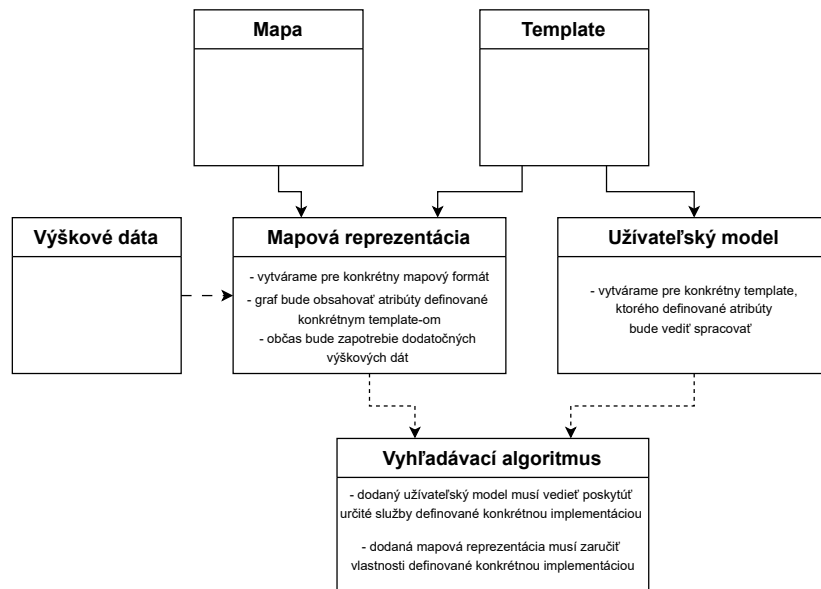 Mapa
Template
Výškové dáta
Mapová reprezentácia
- vytvárame pre konkrétny mapový formát
- graf bude obsahovať atribúty definované
konkrétnym template-om
- občas bude zapotrebie dodatočných
výškových dát
Užívateľský model
- vytvárame pre konkrétny template,
ktorého definované atribúty
bude vediť spracovať
Vyhľadávací algoritmus
- dodaný užívateľský model musí vedieť poskytúť
určité služby definované konkrétnou implementáciou
- dodaná mapová reprezentácia musí zaručiť
vlastnosti definované konkrétnou implementáciou